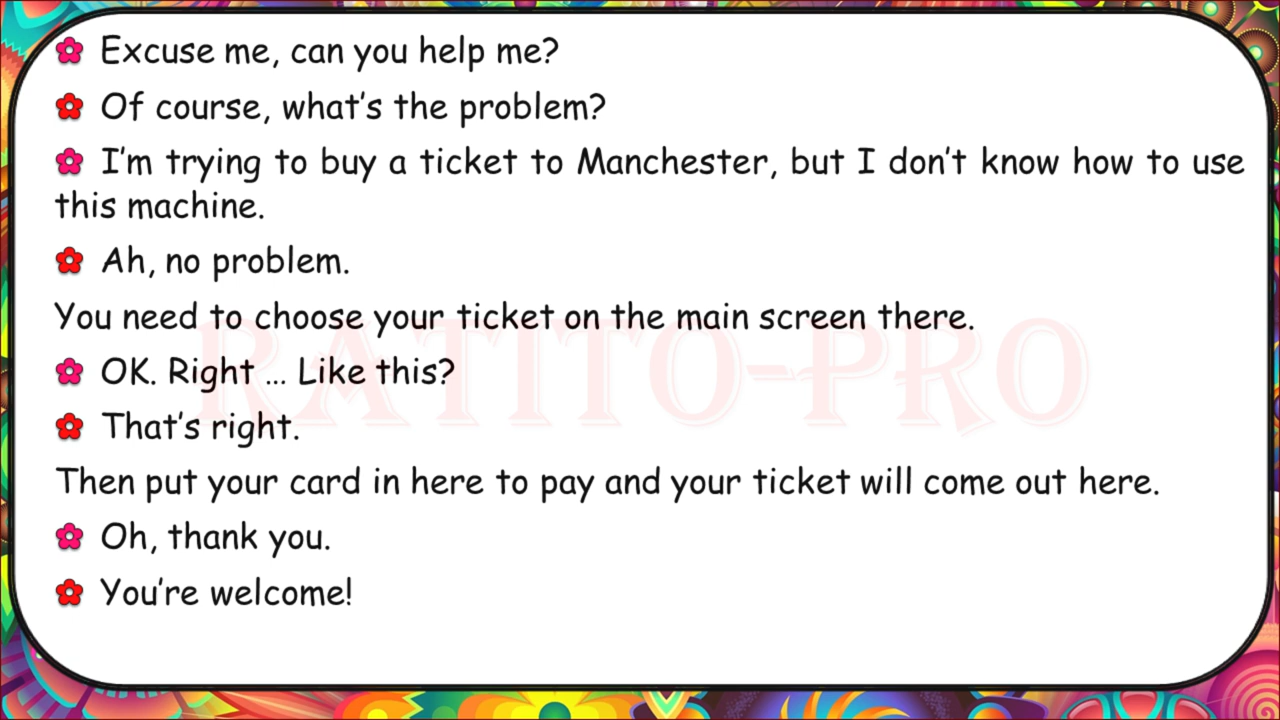 Excuse me, can you help me?
Of course, what's the problem?
I'm trying to buy a ticket to Manchester, but I don't know how to use
this machine.
Ah, no problem.
You need to choose your ticket on the main screen there.
OK. Right ... Like this?
That's right.
Then put your card in here to pay and your ticket will come out here.
Oh, thank you.
You're welcome!
RATITO-PRO